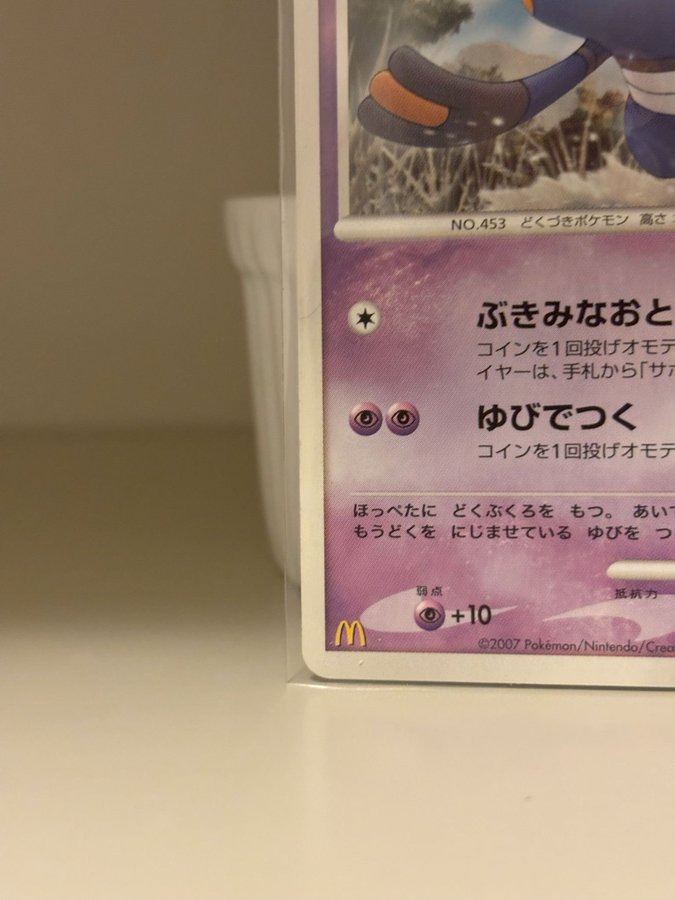 NO.453 どくづきポケモン 高さ
ぶきみなおと
コインを1回投げオモテ
イヤーは、手札から「サポ
ゆびでつく
コインを1回投げオモテ
ほっぺたに どくぶくろを もつ。 あいて
もうどくを にじませている ゆびを つ
弱点 抵抗力
+10
©2007 Pokémon/Nintendo/Crea